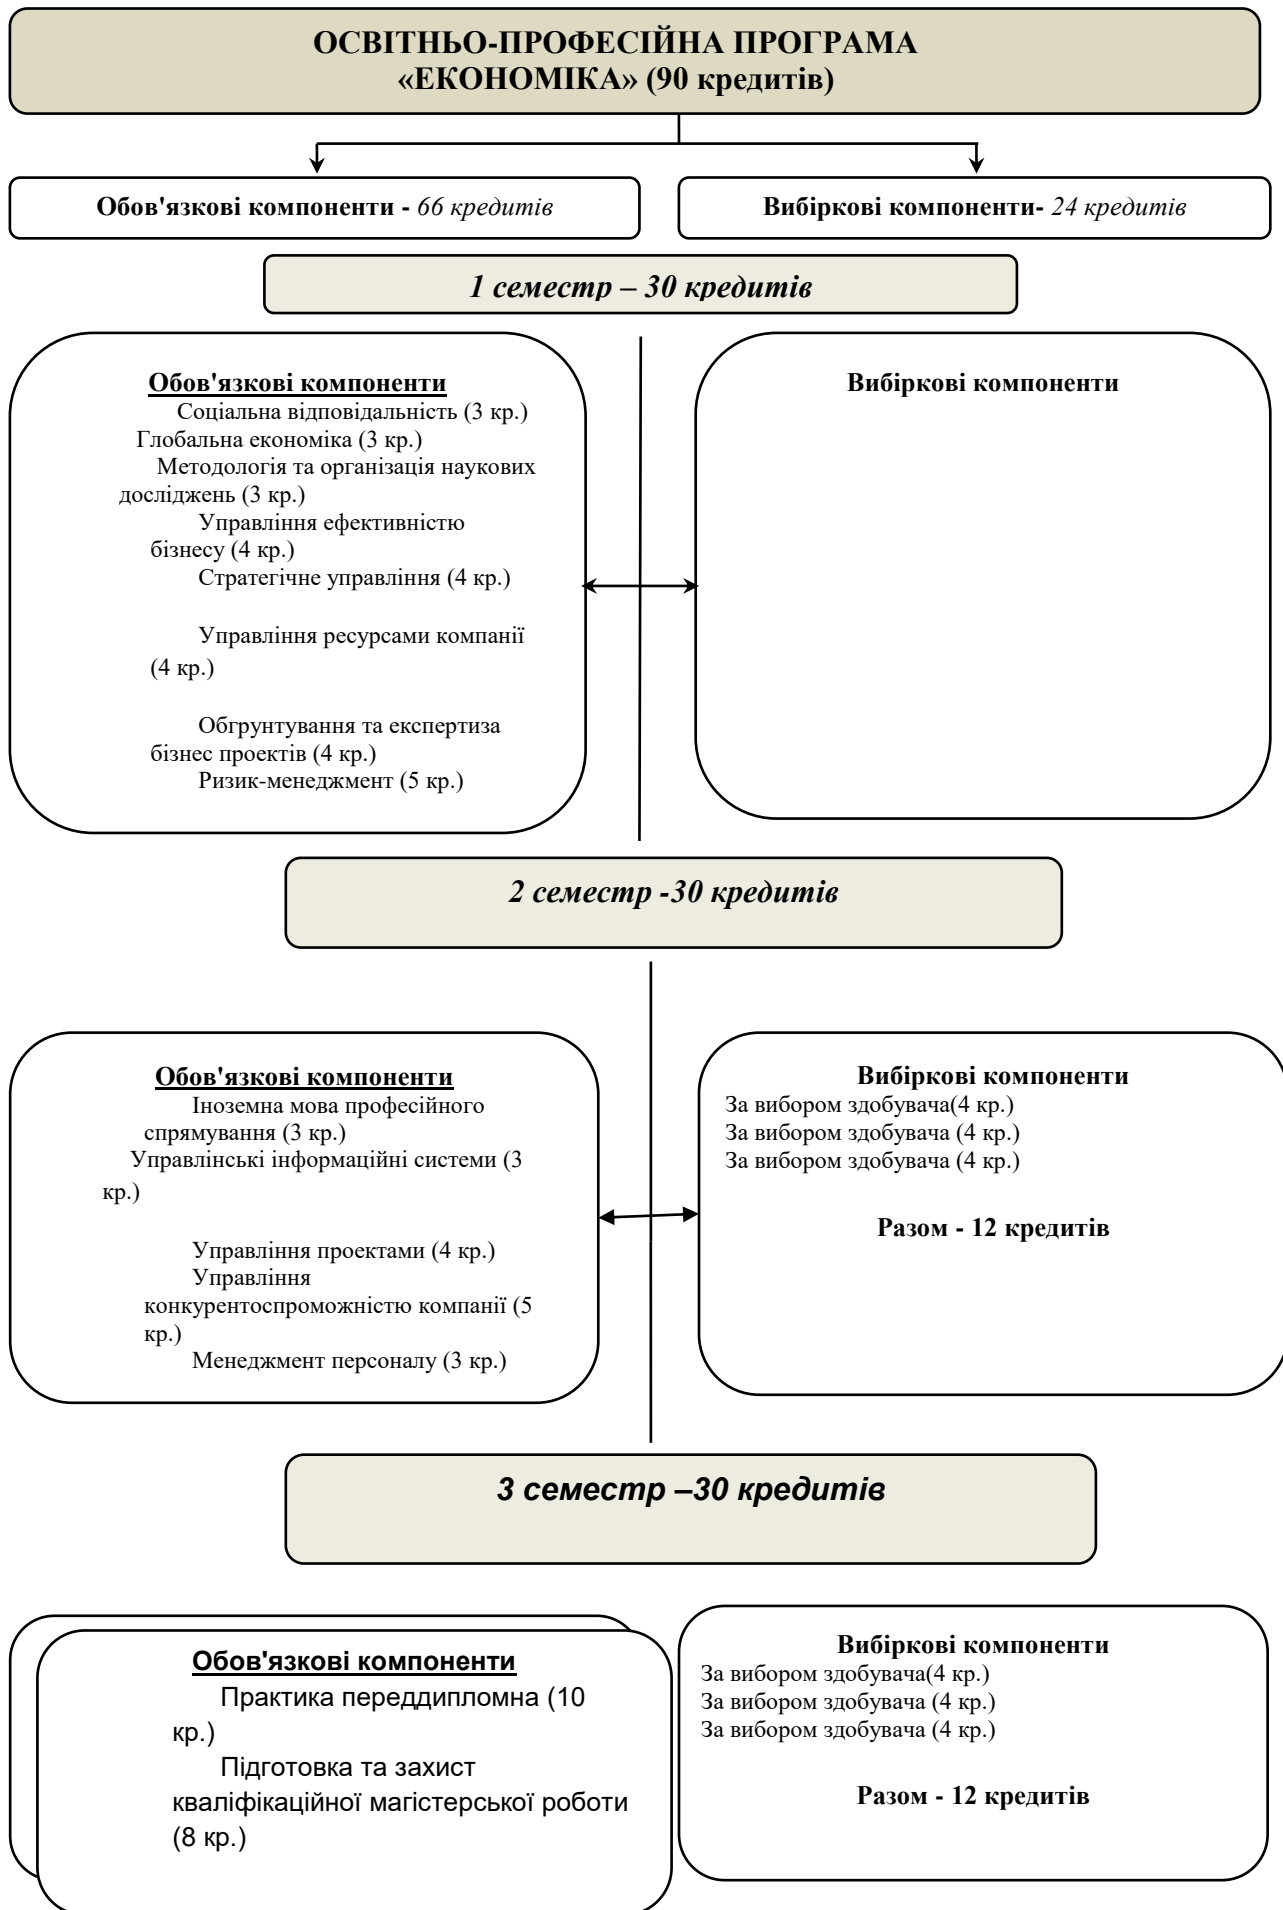 ОСВІТНЬО-ПРОФЕСІЙНА ПРОГРАМА
«ЕКОНОМІКА» (90 кредитів)
Обов'язкові компоненти - 66 кредитів
Вибіркові компоненти- 24 кредитів
1 семестр – 30 кредитів
Обов'язкові компоненти
Соціальна відповідальність (3 кр.)
Глобальна економіка (3 кр.)
Методологія та організація наукових
досліджень (3 кр.)
Управління ефективністю
бізнесу (4 кр.)
Стратегічне управління (4 кр.)
Управління ресурсами компанії
(4 кр.)
Обгрунтування та експертиза
бізнес проектів (4 кр.)
Ризик-менеджмент (5 кр.)
Вибіркові компоненти
2 семестр -30 кредитів
Обов'язкові компоненти
Іноземна мова професійного
спрямування (3 кр.)
Управлінські інформаційні системи (3
кр.)
Управління проектами (4 кр.)
Управління
конкурентоспроможністю компанії (5
кр.)
Менеджмент персоналу (3 кр.)
Вибіркові компоненти
За вибором здобувача(4 кр.)
За вибором здобувача (4 кр.)
За вибором здобувача (4 кр.)
Разом - 12 кредитів
3 семестр –30 кредитів
Обов'язкові компоненти
Практика переддипломна (10
кр.)
Підготовка та захист
кваліфікаційної магістерської роботи
(8 кр.)
Вибіркові компоненти
За вибором здобувача(4 кр.)
За вибором здобувача (4 кр.)
За вибором здобувача (4 кр.)
Разом - 12 кредитів